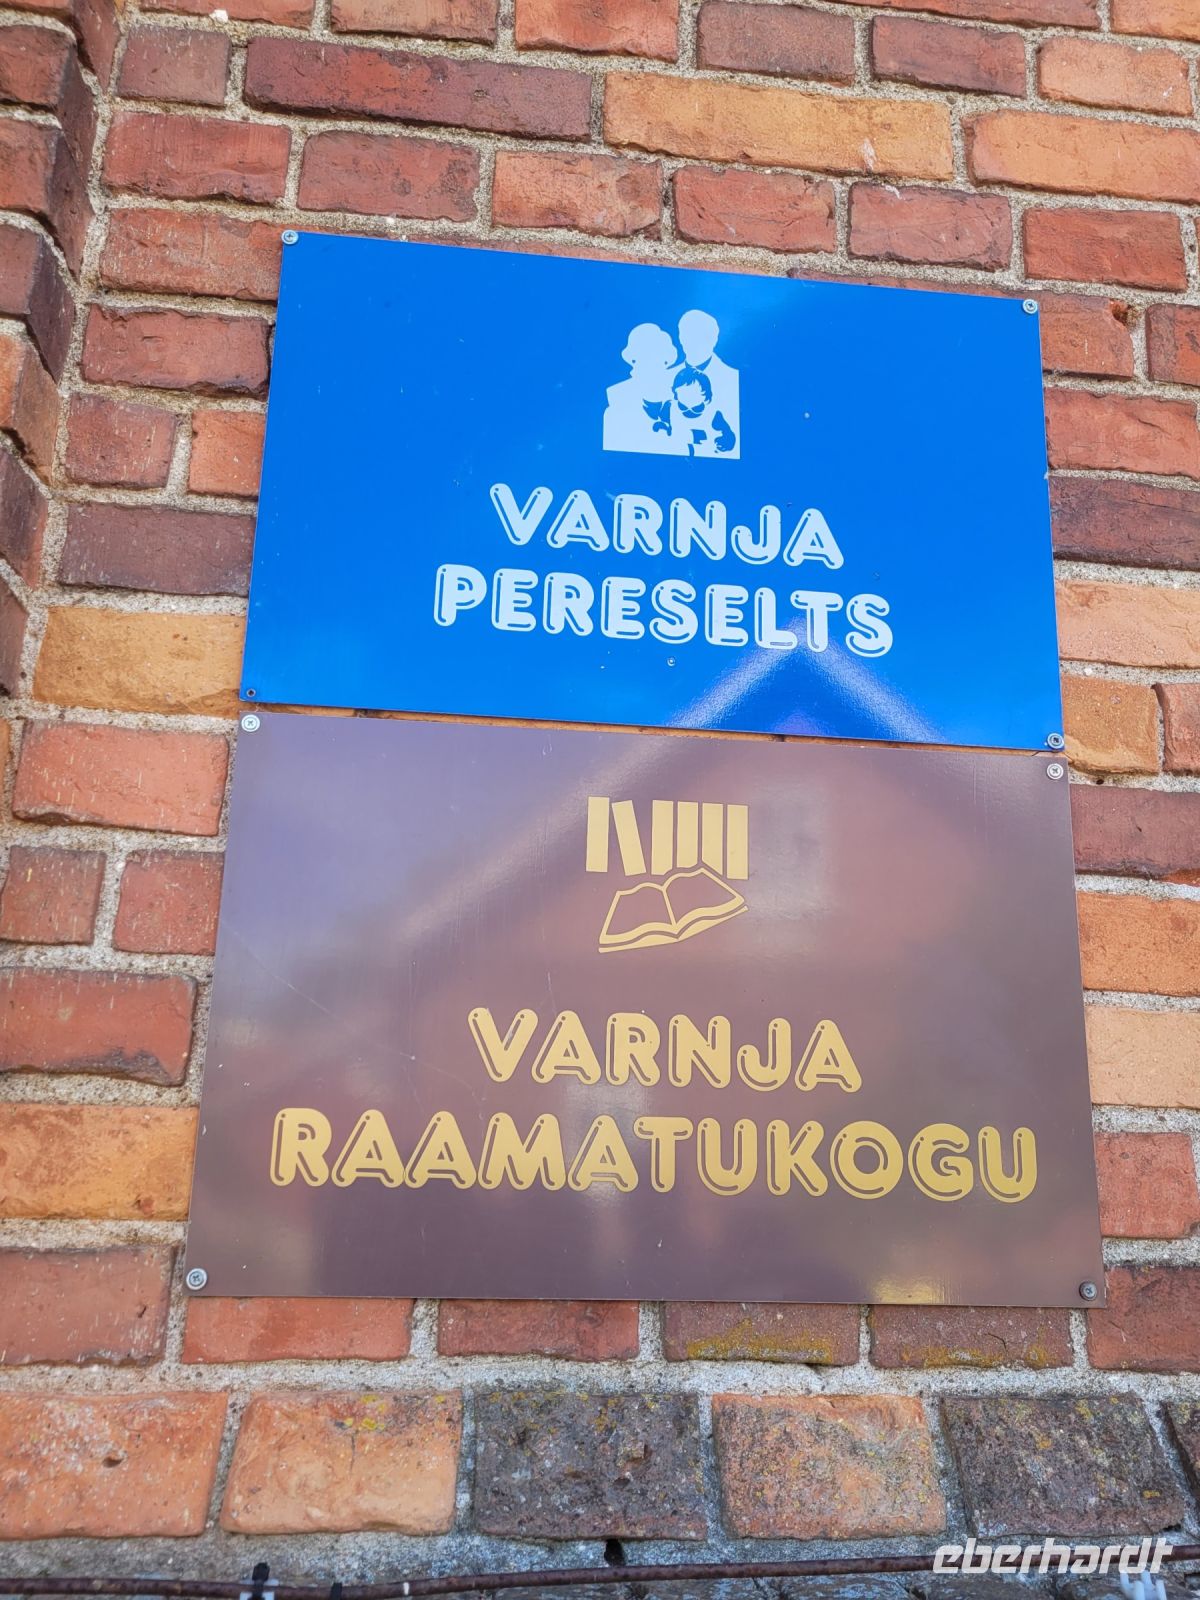 VARNJA
PERESELTS
VARNJA
RAAMATUKOGU
eberhardt